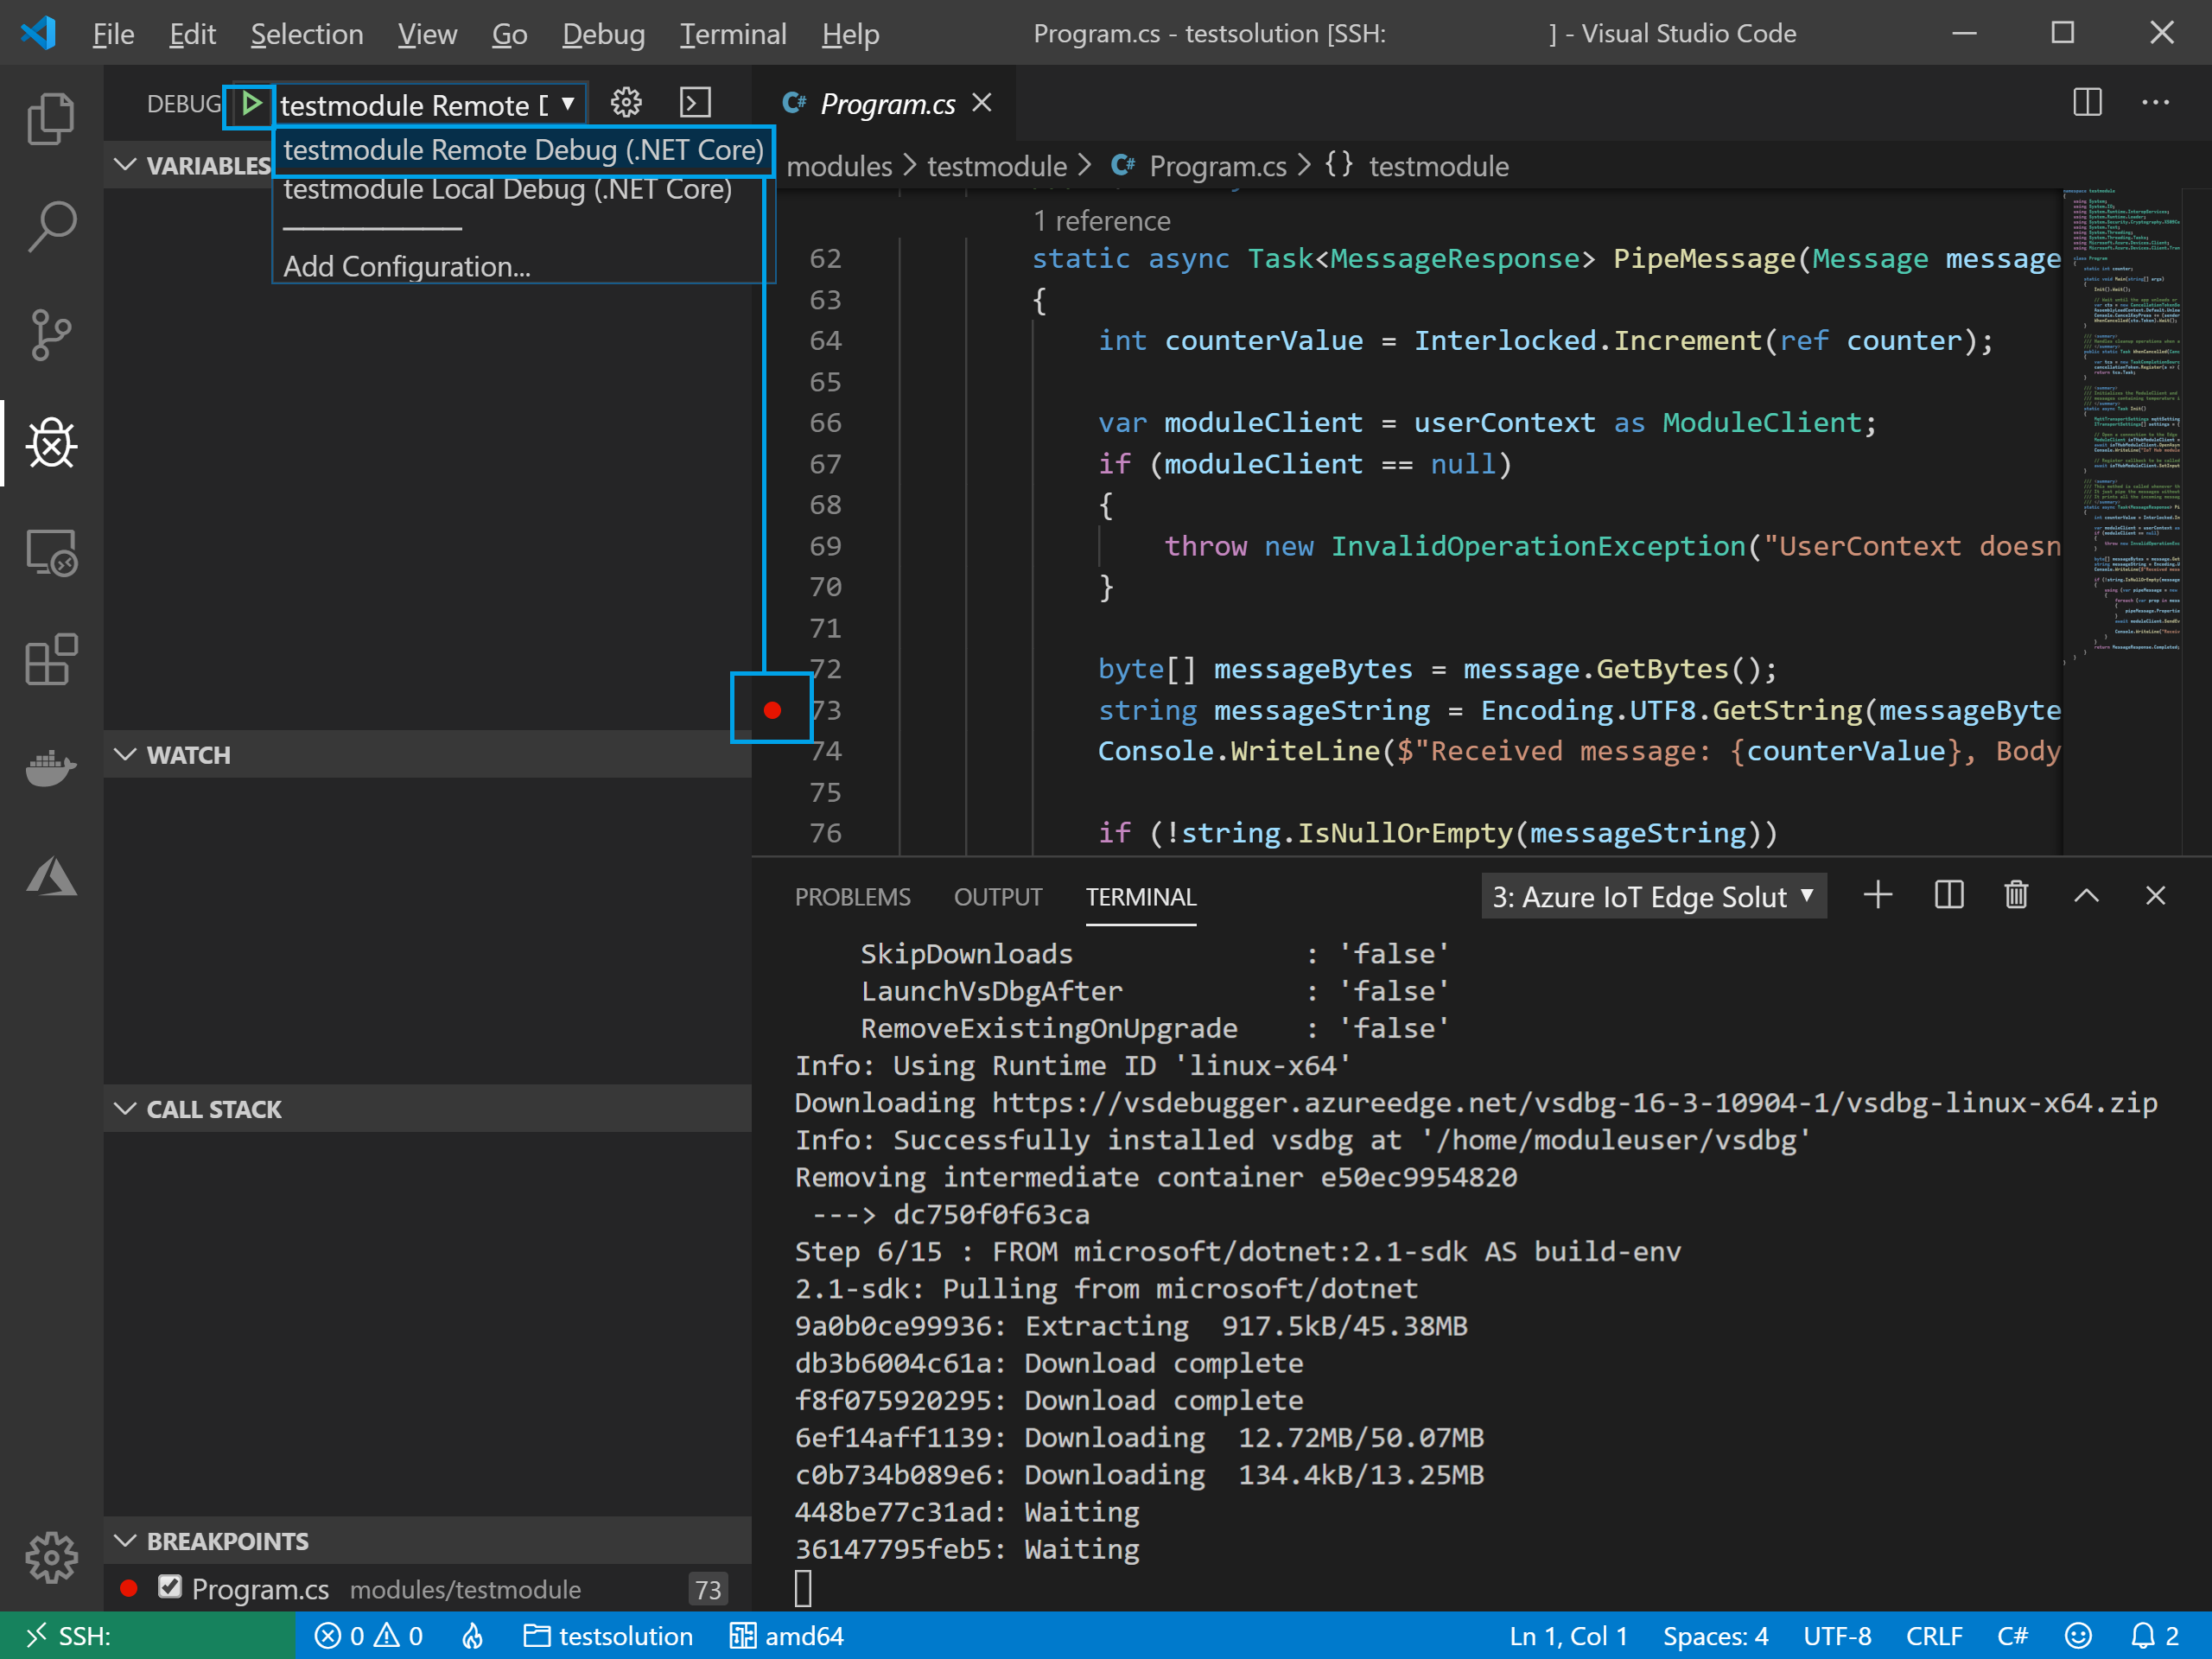 File Edit Selection View Go Debug Terminal Help
Program.cs - testsolution [SSH: ] - Visual Studio Code
DEBUG
testmodule Remote D
testmodule Remote Debug (.NET Core)
testmodule Local Debug (.NET Core)
─────────
Add Configuration...
VARIABLES
WATCH
CALL STACK
BREAKPOINTS
Program.cs modules/testmodule 73
Program.cs
modules > testmodule > Program.cs > {} testmodule
1 reference
62 static async Task<MessageResponse> PipeMessage(Message message
63 {
64 int counterValue = Interlocked.Increment(ref counter);
65
66 var moduleClient = userContext as ModuleClient;
67 if (moduleClient == null)
68 {
69 throw new InvalidOperationException("UserContext doesn
70 }
71
72 byte[] messageBytes = message.GetBytes();
73 string messageString = Encoding.UTF8.GetString(messageByte
74 Console.WriteLine($"Received message: {counterValue}, Body
75
76 if (!string.IsNullOrEmpty(messageString))
PROBLEMS OUTPUT TERMINAL
3: Azure IoT Edge Solut
SkipDownloads : 'false'
LaunchVsDbgAfter : 'false'
RemoveExistingOnUpgrade : 'false'
Info: Using Runtime ID 'linux-x64'
Downloading https://vsdebugger.azureedge.net/vsdbg-16-3-10904-1/vsdbg-linux-x64.zip
Info: Successfully installed vsdbg at '/home/moduleuser/vsdbg'
Removing intermediate container e50ec9954820
---> dc750f0f63ca
Step 6/15 : FROM microsoft/dotnet:2.1-sdk AS build-env
2.1-sdk: Pulling from microsoft/dotnet
9a0b0ce99936: Extracting 917.5kB/45.38MB
db3b6004c61a: Download complete
f8f075920295: Download complete
6ef14aff1139: Downloading 12.72MB/50.07MB
c0b734b089e6: Downloading 134.4kB/13.25MB
448be77c31ad: Waiting
36147795feb5: Waiting
SSH: 0 0 testsolution amd64 Ln 1, Col 1 Spaces: 4 UTF-8 CRLF C# 2